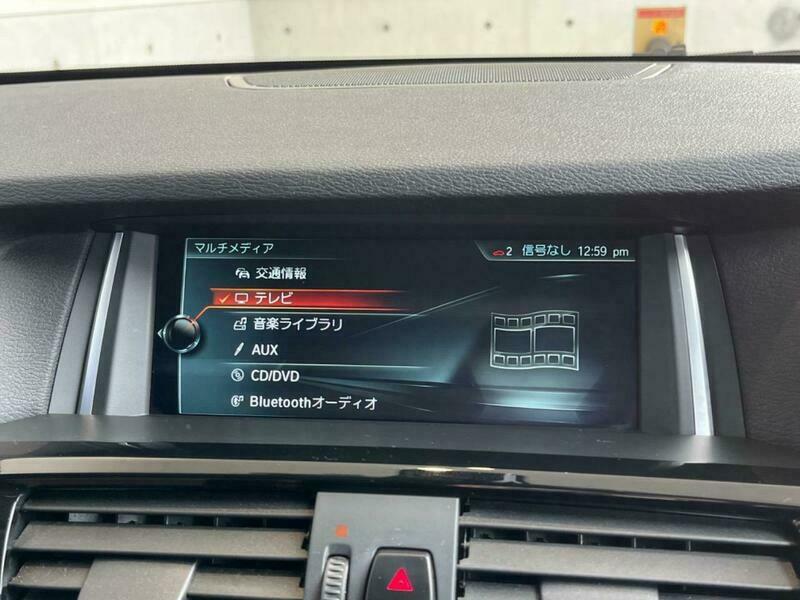 マルチメディア
2 信号なし 12:59 pm
交通情報
テレビ
音楽ライブラリ
AUX
CD/DVD
Bluetoothオーディオ